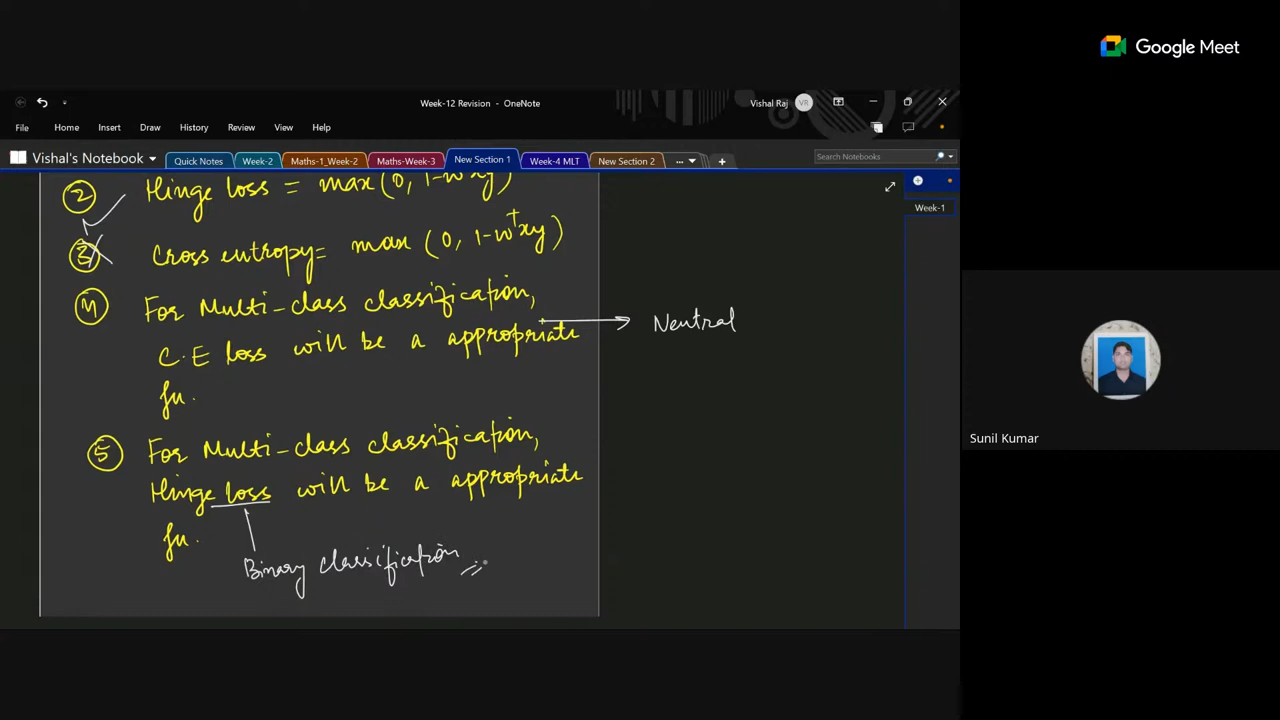 Google Meet
Week-12 Revision - OneNote
Vishal Raj VR
File Home Insert Draw History Review View Help
Vishal's Notebook Quick Notes Week-2 Maths-1_Week-2 Maths-Week-3 New Section 1 Week-4 MLT New Section 2 ... Search Notebooks
Week-1
② Hinge loss = max(0, 1-wᵀxy)
③ Cross entropy = max (0, 1-wᵀxy)
④ For Multi-class classification,
C.E loss will be a appropriate
fu.
Neutral
⑤ For Multi-class classification,
Hinge loss will be a appropriate
fu.
Binary classification
Sunil Kumar